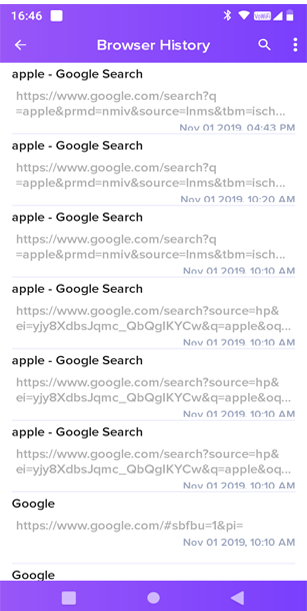 16:46
VoWiFi
Browser History
apple - Google Search
https://www.google.com/search?q
=apple&prmd=nmiv&source=lnms&tbm=isch...
Nov 01 2019, 04:43 PM
apple - Google Search
https://www.google.com/search?q
=apple&prmd=nmiv&source=lnms&tbm=isch...
Nov 01 2019, 10:20 AM
apple - Google Search
https://www.google.com/search?q
=apple&prmd=nmiv&source=lnms&tbm=isch...
Nov 01 2019, 10:10 AM
apple - Google Search
https://www.google.com/search?source=hp&
ei=yjy8XdbsJqmc_QbQgIKYCw&q=apple&oq...
Nov 01 2019, 10:10 AM
apple - Google Search
https://www.google.com/search?source=hp&
ei=yjy8XdbsJqmc_QbQgIKYCw&q=apple&oq...
Nov 01 2019, 10:10 AM
apple - Google Search
https://www.google.com/search?source=hp&
ei=yjy8XdbsJqmc_QbQgIKYCw&q=apple&oq...
Nov 01 2019, 10:10 AM
Google
https://www.google.com/#sbfbu=1&pi=
Nov 01 2019, 10:10 AM
Google